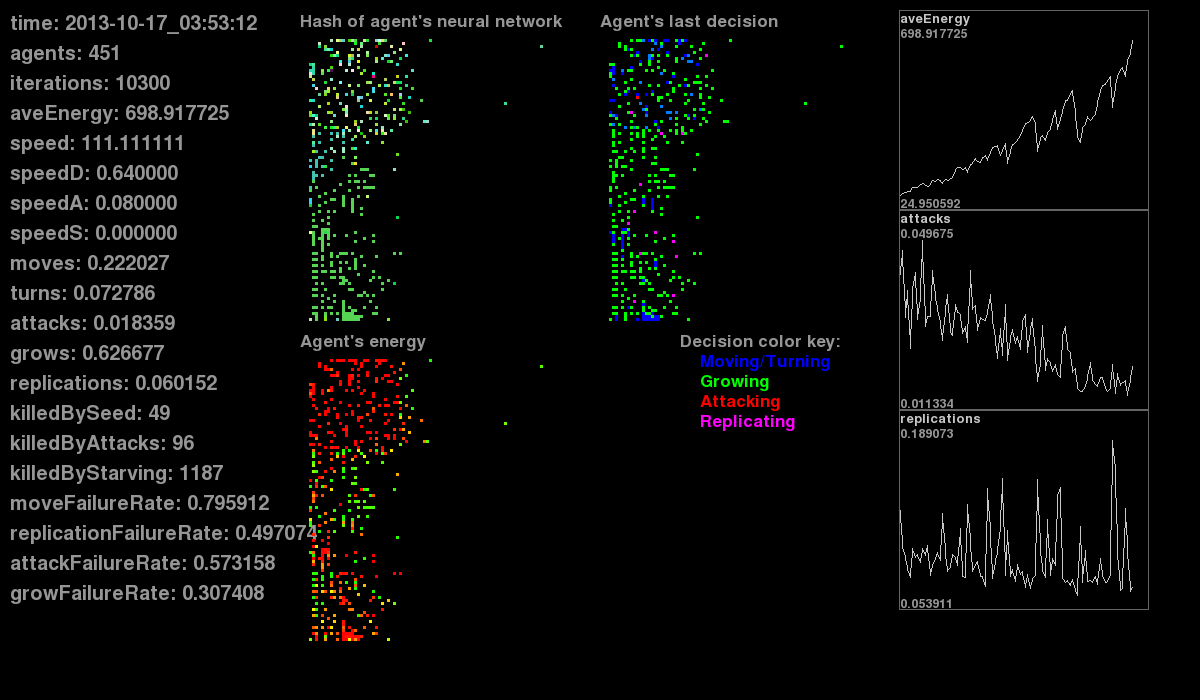 time: 2013-10-17_03:53:12
agents: 451
iterations: 10300
aveEnergy: 698.917725
speed: 111.111111
speedD: 0.640000
speedA: 0.080000
speedS: 0.000000
moves: 0.222027
turns: 0.072786
attacks: 0.018359
grows: 0.626677
replications: 0.060152
killedBySeed: 49
killedByAttacks: 96
killedByStarving: 1187
moveFailureRate: 0.795912
replicationFailureRate: 0.497074
attackFailureRate: 0.573158
growFailureRate: 0.307408
Hash of agent's neural network
Agent's last decision
Agent's energy
Decision color key:
Moving/Turning
Growing
Attacking
Replicating
aveEnergy
698.917725
24.950592
attacks
0.049675
0.011334
replications
0.189073
0.053911